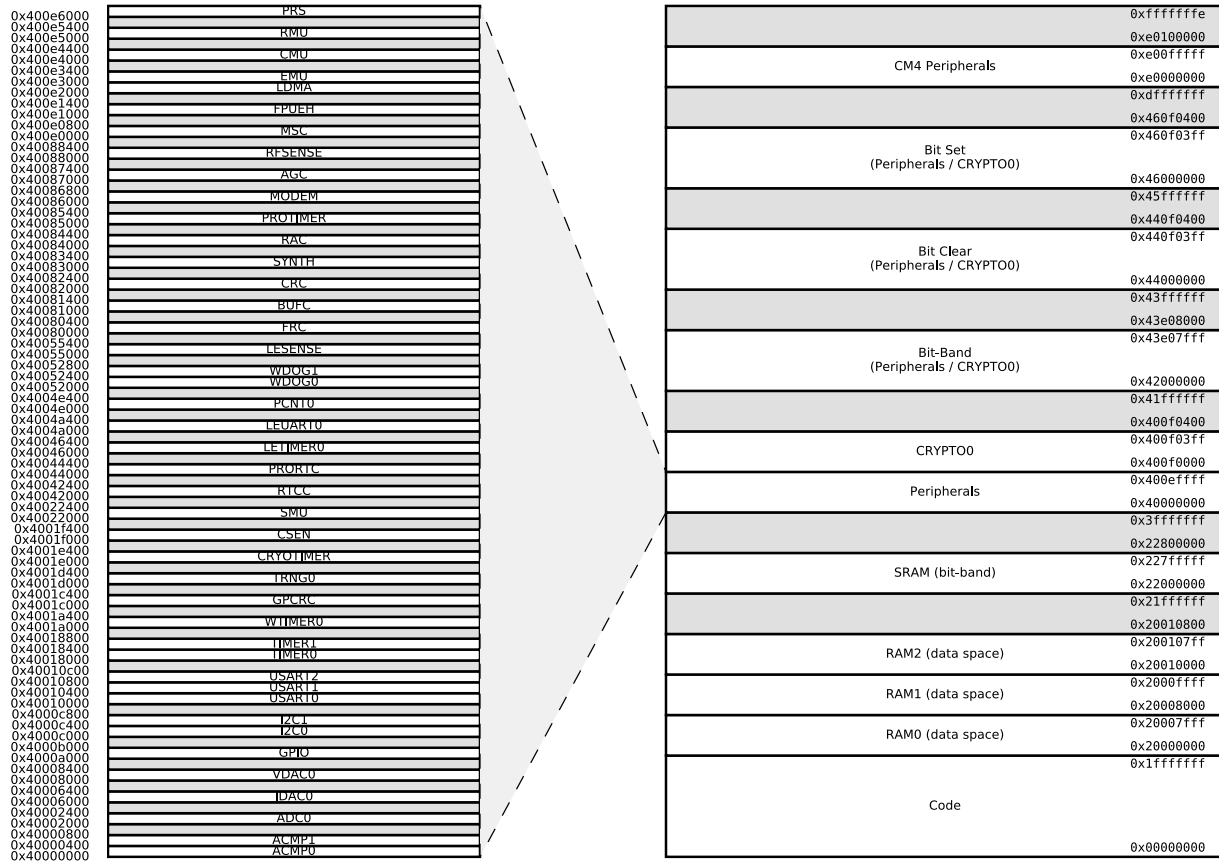 0x400e6000
0x400e5400
0x400e5000
0x400e4400
0x400e4000
0x400e3400
0x400e3000
0x400e2000
0x400e1400
0x400e1000
0x400e0800
0x400e0000
0x40088400
0x40088000
0x40087400
0x40087000
0x40086800
0x40086000
0x40085400
0x40085000
0x40084400
0x40084000
0x40083400
0x40083000
0x40082400
0x40082000
0x40081400
0x40081000
0x40080400
0x40080000
0x40055400
0x40055000
0x40052800
0x40052400
0x40052000
0x4004e400
0x4004e000
0x4004a400
0x4004a000
0x40046400
0x40046000
0x40044400
0x40044000
0x40042400
0x40042000
0x40022400
0x40022000
0x4001f400
0x4001f000
0x4001e400
0x4001e000
0x4001d400
0x4001d000
0x4001c400
0x4001c000
0x4001a400
0x4001a000
0x40018800
0x40018400
0x40018000
0x40010c00
0x40010800
0x40010400
0x40010000
0x4000c800
0x4000c400
0x4000c000
0x4000b000
0x4000a000
0x40008400
0x40008000
0x40006400
0x40006000
0x40002400
0x40002000
0x40000800
0x40000400
0x40000000
PRS
RMU
CMU
EMU
LDMA
FPUEH
MSC
RFSENSE
AGC
MODEM
PROTIMER
RAC
SYNTH
CRC
BUFC
FRC
LESENSE
WDOG1
WDOG0
PCNT0
LEUART0
LETIMER0
PRORTC
RTCC
SMU
CSEN
CRYOTIMER
TRNG0
GPCRC
WTIMER0
TIMER1
TIMER0
USART2
USART1
USART0
I2C1
I2C0
GPIO
VDAC0
IDAC0
ADC0
ACMP1
ACMP0
0xfffffffe
0xe0100000
0xe00fffff
CM4 Peripherals
0xe0000000
0xdfffffff
0x460f0400
0x460f03ff
Bit Set
(Peripherals / CRYPTO0)
0x46000000
0x45ffffff
0x440f0400
0x440f03ff
Bit Clear
(Peripherals / CRYPTO0)
0x44000000
0x43ffffff
0x43e08000
0x43e07fff
Bit-Band
(Peripherals / CRYPTO0)
0x42000000
0x41ffffff
0x400f0400
0x400f03ff
CRYPTO0
0x400f0000
0x400effff
Peripherals
0x40000000
0x3fffffff
0x22800000
0x227fffff
SRAM (bit-band)
0x22000000
0x21ffffff
0x20010800
0x200107ff
RAM2 (data space)
0x20010000
0x2000ffff
RAM1 (data space)
0x20008000
0x20007fff
RAM0 (data space)
0x20000000
0x1fffffff
Code
0x00000000